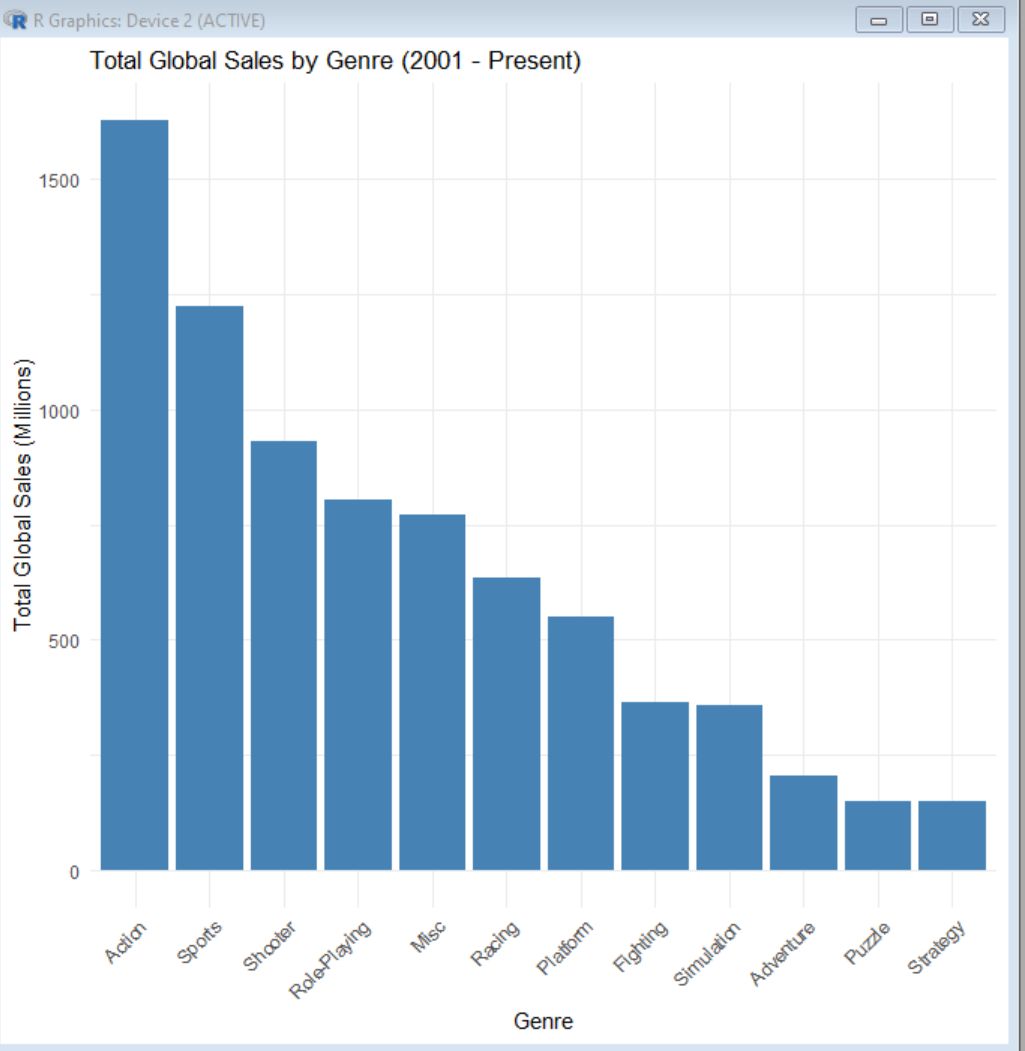 R Graphics: Device 2 (ACTIVE)
Total Global Sales by Genre (2001 - Present)
Total Global Sales (Millions)
1500
1000
500
0
Action
Sports
Shooter
Role-Playing
Misc
Racing
Platform
Fighting
Simulation
Adventure
Puzzle
Strategy
Genre